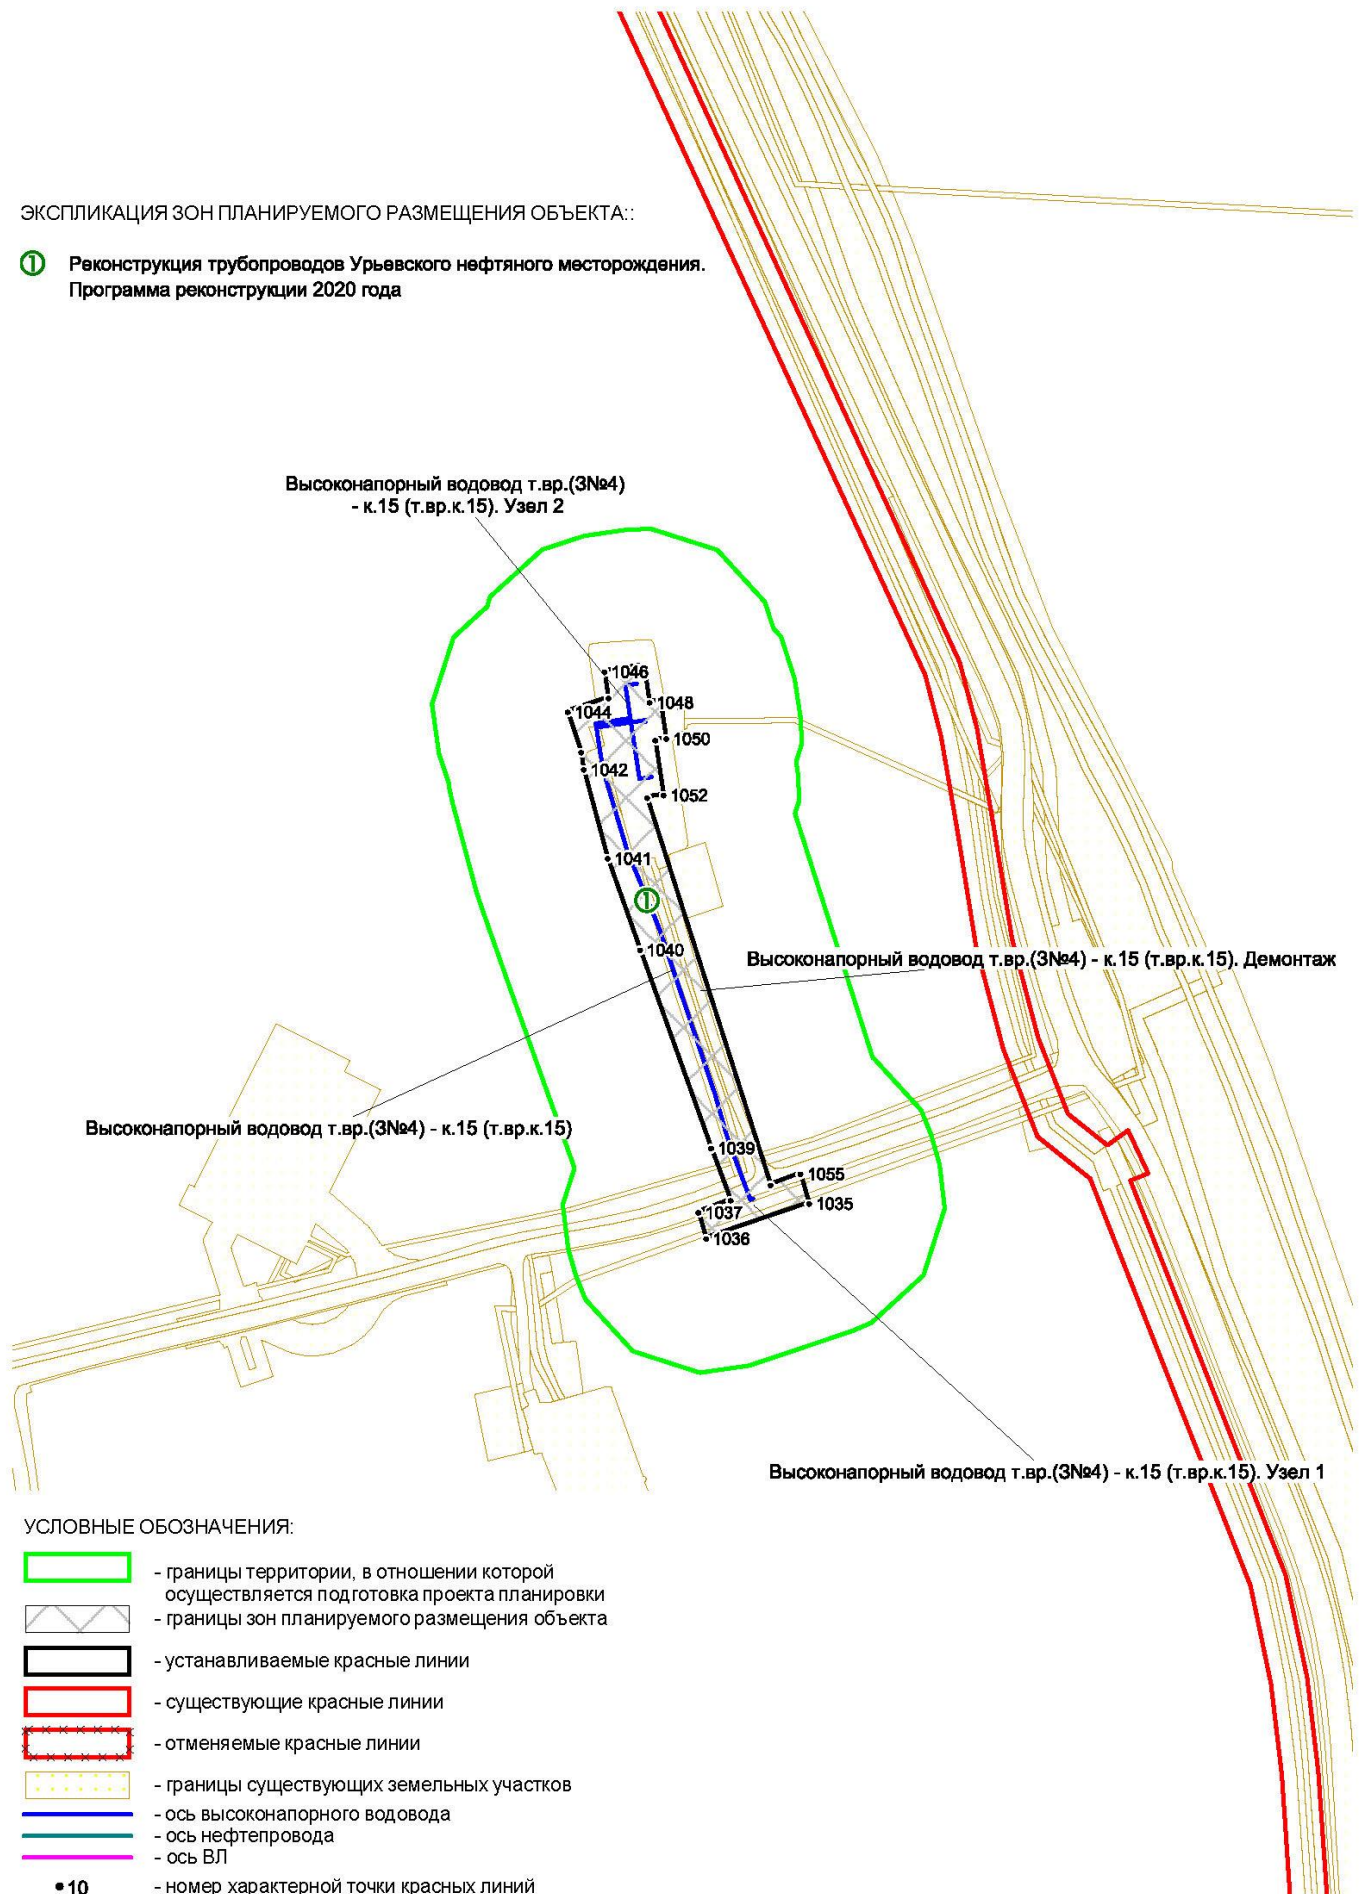 ЭКСПЛИКАЦИЯ ЗОН ПЛАНИРУЕМОГО РАЗМЕЩЕНИЯ ОБЪЕКТА::
1 Реконструкция трубопроводов Урьевского нефтяного месторождения.
Программа реконструкции 2020 года
Высоконапорный водовод т.вр.(З№4)
- к.15 (т.вр.к.15). Узел 2
1046
1044
1048
1050
1042
1052
1041
1
1040
Высоконапорный водовод т.вр.(З№4) - к.15 (т.вр.к.15). Демонтаж
Высоконапорный водовод т.вр.(З№4) - к.15 (т.вр.к.15)
1039
1055
1035
1037
1036
Высоконапорный водовод т.вр.(З№4) - к.15 (т.вр.к.15). Узел 1
УСЛОВНЫЕ ОБОЗНАЧЕНИЯ:
- границы территории, в отношении которой
осуществляется подготовка проекта планировки
- границы зон планируемого размещения объекта
- устанавливаемые красные линии
- существующие красные линии
- отменяемые красные линии
- границы существующих земельных участков
- ось высоконапорного водовода
- ось нефтепровода
- ось ВЛ
•10 - номер характерной точки красных линий